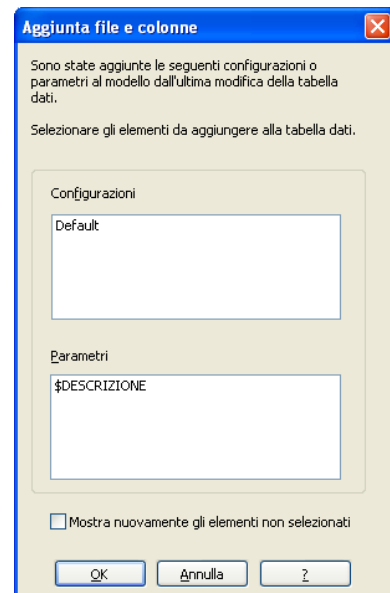 Aggiunta file e colonne
Sono state aggiunte le seguenti configurazioni o
parametri al modello dall'ultima modifica della tabella
dati.
Selezionare gli elementi da aggiungere alla tabella dati.
Configurazioni
Default
Parametri
$DESCRIZIONE
Mostra nuovamente gli elementi non selezionati
OK Annulla ?